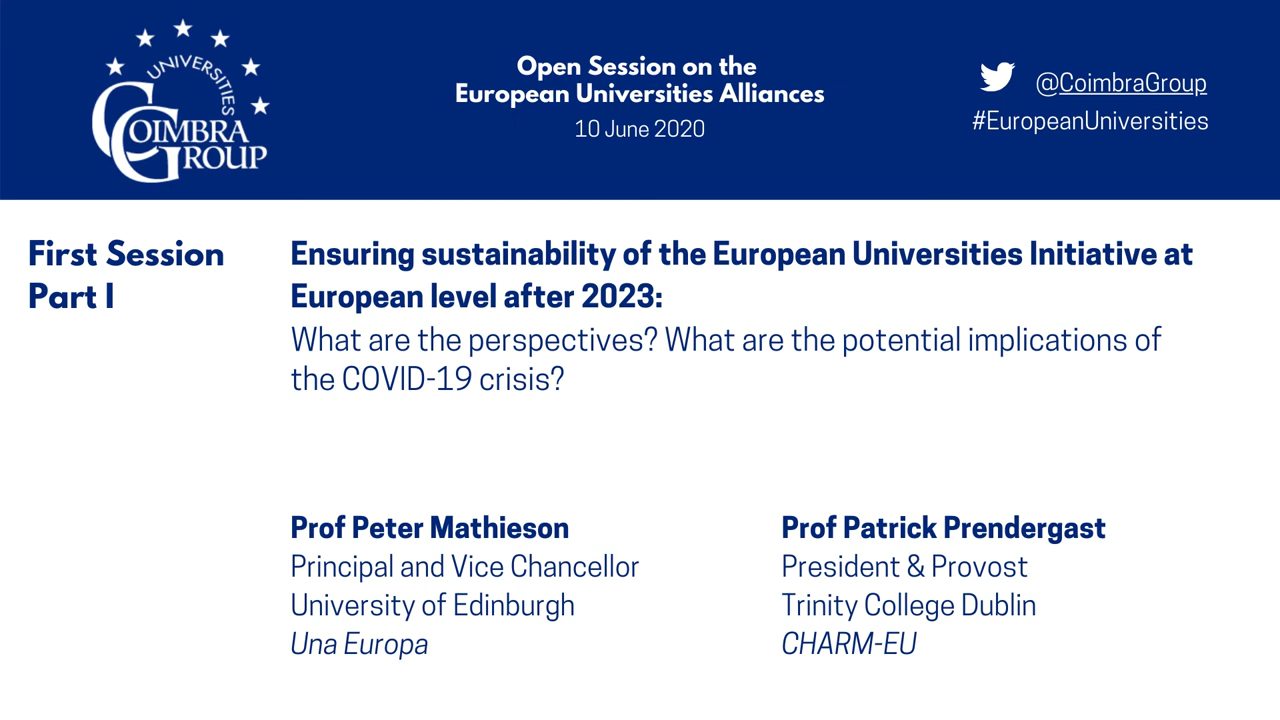 UNIVERSITIES
COIMBRA
GROUP
Open Session on the
European Universities Alliances
10 June 2020
@CoimbraGroup
#EuropeanUniversities
First Session
Part I
Ensuring sustainability of the European Universities Initiative at
European level after 2023:
What are the perspectives? What are the potential implications of
the COVID-19 crisis?
Prof Peter Mathieson
Principal and Vice Chancellor
University of Edinburgh
Una Europa
Prof Patrick Prendergast
President & Provost
Trinity College Dublin
CHARM-EU